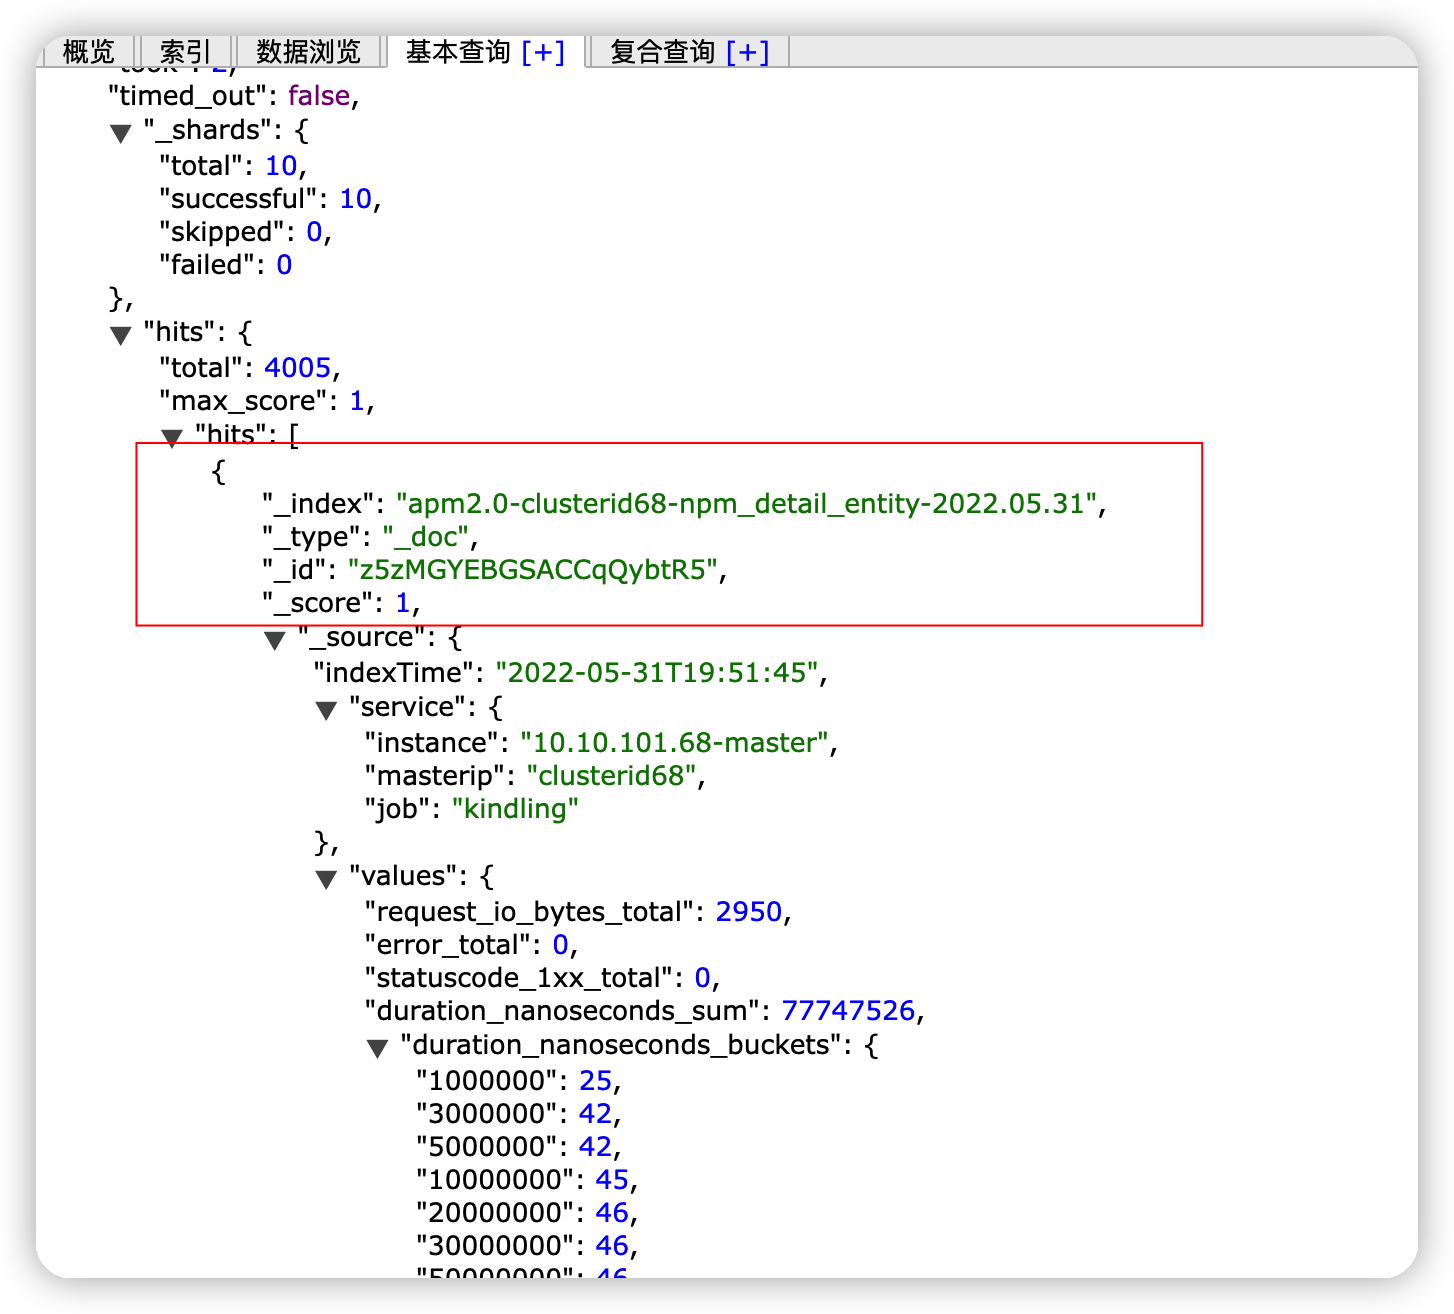 概览 索引 数据浏览 基本查询 [+] 复合查询 [+]
"timed_out": false,
▼ "_shards": {
"total": 10,
"successful": 10,
"skipped": 0,
"failed": 0
},
▼ "hits": {
"total": 4005,
"max_score": 1,
▼ "hits": [
{
"_index": "apm2.0-clusterid68-npm_detail_entity-2022.05.31",
"_type": "_doc",
"_id": "z5zMGYEBGSACCqQybtR5",
"_score": 1,
▼ "_source": {
"indexTime": "2022-05-31T19:51:45",
▼ "service": {
"instance": "10.10.101.68-master",
"masterip": "clusterid68",
"job": "kindling"
},
▼ "values": {
"request_io_bytes_total": 2950,
"error_total": 0,
"statuscode_1xx_total": 0,
"duration_nanoseconds_sum": 77747526,
▼ "duration_nanoseconds_buckets": {
"1000000": 25,
"3000000": 42,
"5000000": 42,
"10000000": 45,
"20000000": 46,
"30000000": 46,